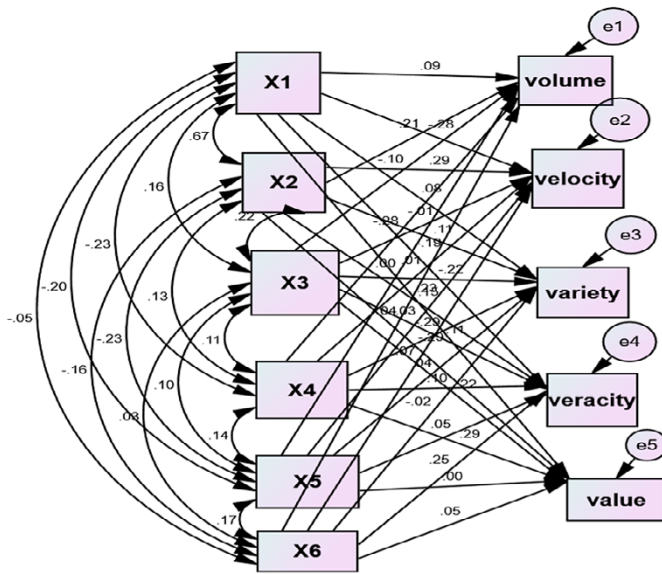 e1
X1
.09
volume
.67
.21
-.28
e2
X2
-.10
.29
velocity
.16
.08
.22
-.28
-.01
.11
e3
-.23
X3
.00
.01
.19
-.22
variety
-.20
.13
-.05
-.23
.11
.04
.03
-.29
.11
e4
-.16
.10
X4
.07
.04
.10
.22
veracity
-.02
.03
.14
.05
.29
e5
X5
.25
.00
value
.17
X6
.05